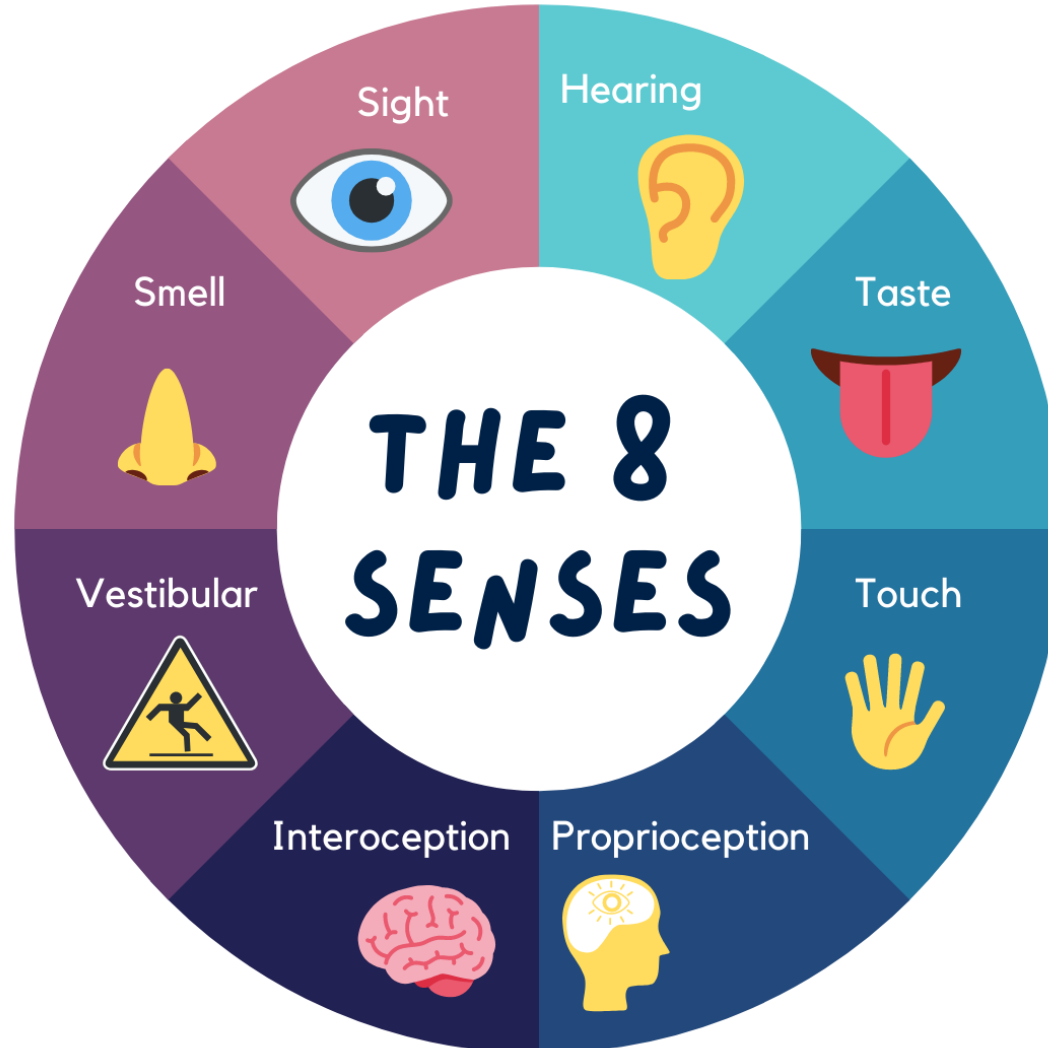 Sight
Hearing
Smell
Taste
THE 8
SENSES
Vestibular
Touch
Interoception
Proprioception